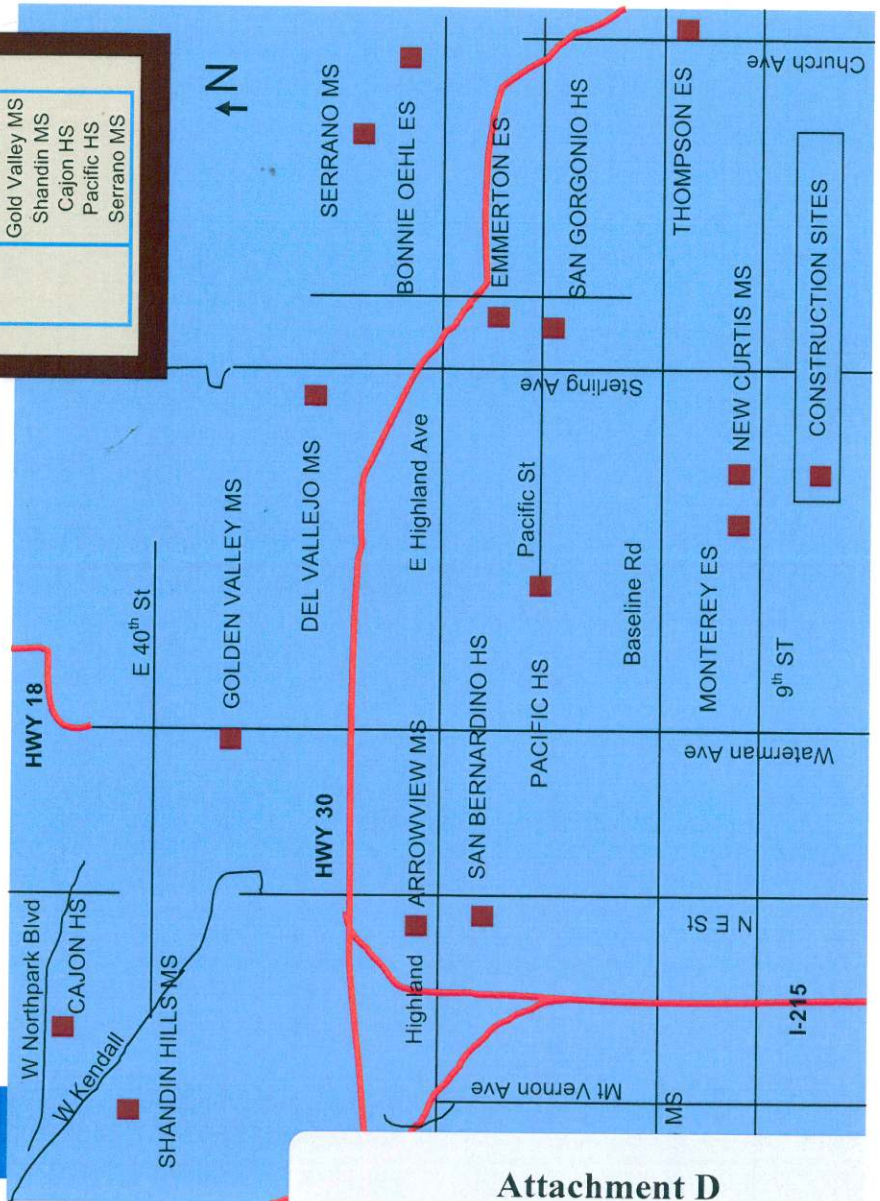 Gold Valley MS
Shandin MS
Cajon HS
Pacific HS
Serrano MS
N
HWY 18
W Northpark Blvd
CAJON HS
W Kendall
SHANDIN HILLS MS
E 40th St
GOLDEN VALLEY MS
DEL VALLEJO MS
SERRANO MS
BONNIE OEHL ES
HWY 30
E Highland Ave
EMMERTON ES
Highland
ARROWVIEW MS
SAN BERNARDINO HS
PACIFIC HS
Pacific St
SAN GORGONIO HS
Sterling Ave
Mt Vernon Ave
N E St
Baseline Rd
THOMPSON ES
MS
MONTEREY ES
NEW CURTIS MS
Waterman Ave
9th ST
Church Ave
I-215
CONSTRUCTION SITES
Attachment D